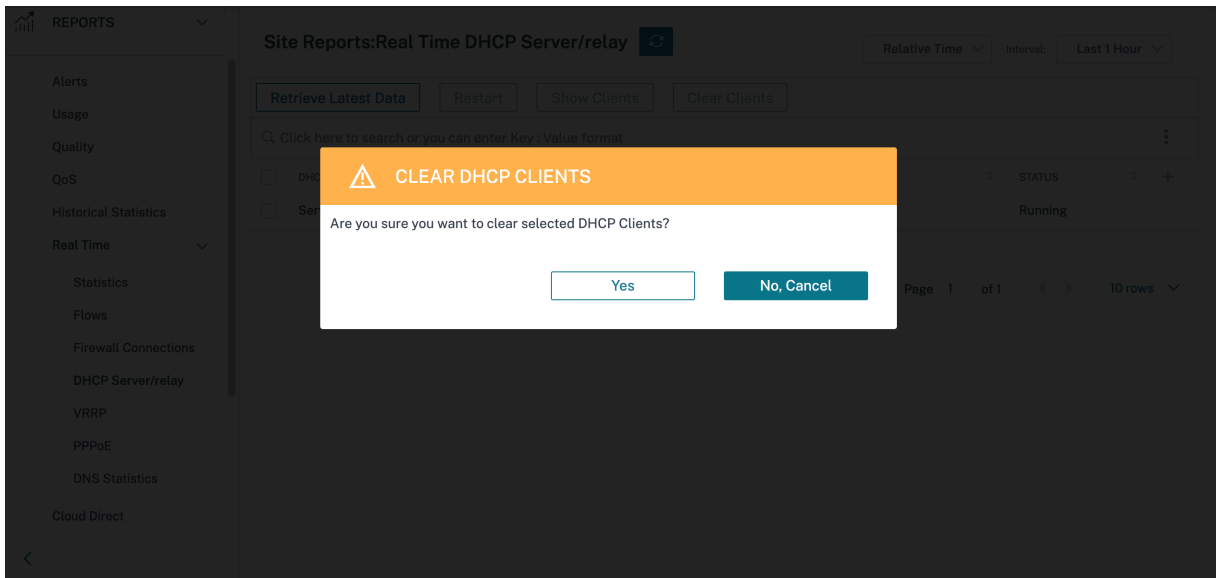 REPORTS
Site Reports:Real Time DHCP Server/relay
Relative Time
Interval:
Last 1 Hour
Alerts
Usage
Quality
QoS
Historical Statistics
Real Time
Statistics
Flows
Firewall Connections
DHCP Server/relay
VRRP
PPPoE
DNS Statistics
Cloud Direct
Retrieve Latest Data
Restart
Show Clients
Clear Clients
Click here to search or you can enter Key : Value format
DHC
STATUS
Ser
Running
CLEAR DHCP CLIENTS
Are you sure you want to clear selected DHCP Clients?
Yes
No, Cancel
Page 1 of 1
10 rows